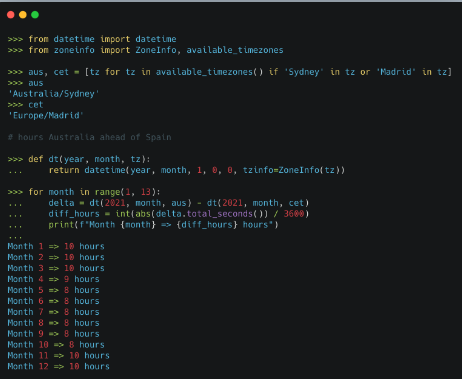 >>> from datetime import datetime
>>> from zoneinfo import ZoneInfo, available_timezones
>>> aus, cet = [tz for tz in available_timezones() if 'Sydney' in tz or 'Madrid' in tz]
>>> aus
'Australia/Sydney'
>>> cet
'Europe/Madrid'
# hours Australia ahead of Spain
>>> def dt(year, month, tz):
...     return datetime(year, month, 1, 0, 0, tzinfo=ZoneInfo(tz))
>>> for month in range(1, 13):
...     delta = dt(2021, month, aus) - dt(2021, month, cet)
...     diff_hours = int(abs(delta.total_seconds()) / 3600)
...     print(f"Month {month} => {diff_hours} hours")
...
Month 1 => 10 hours
Month 2 => 10 hours
Month 3 => 10 hours
Month 4 => 9 hours
Month 5 => 8 hours
Month 6 => 8 hours
Month 7 => 8 hours
Month 8 => 8 hours
Month 9 => 8 hours
Month 10 => 8 hours
Month 11 => 10 hours
Month 12 => 10 hours